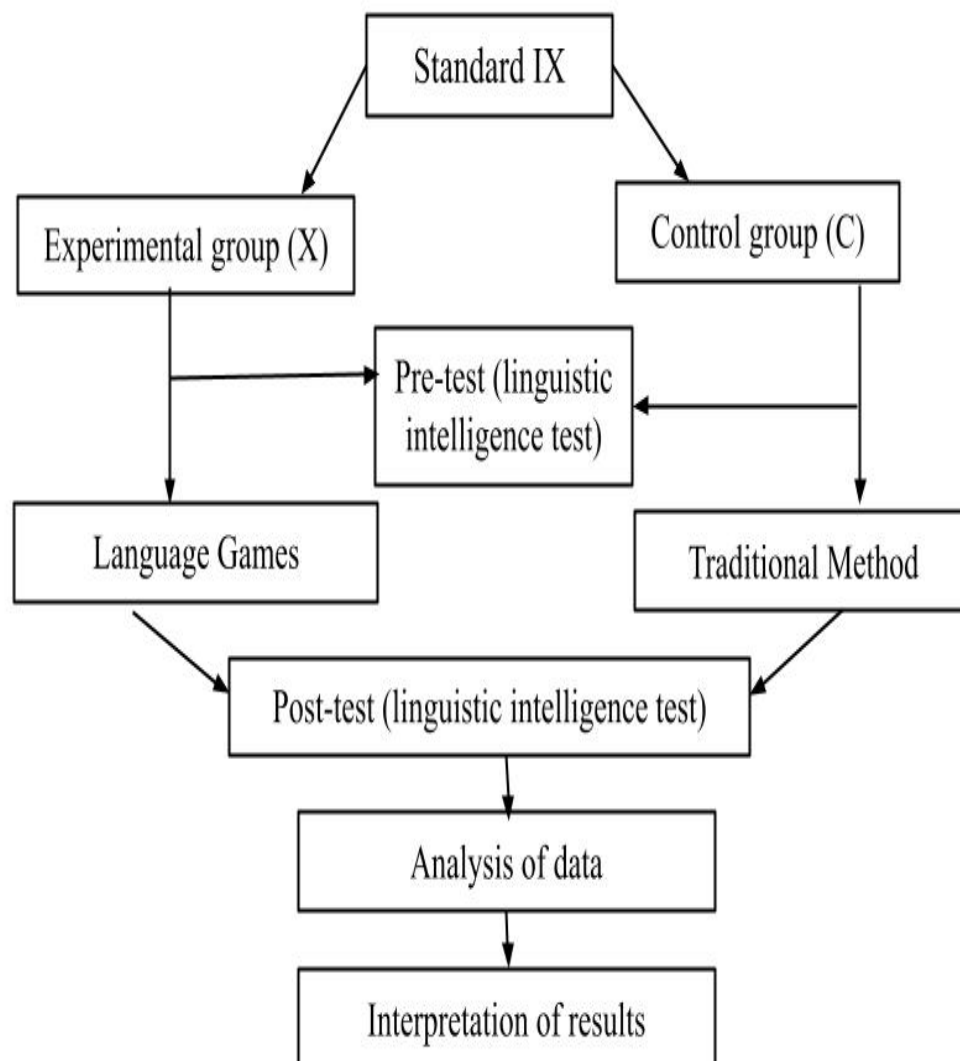 Standard IX
Experimental group (X)
Control group (C)
Pre-test (linguistic
intelligence test)
Language Games
Traditional Method
Post-test (linguistic intelligence test)
Analysis of data
Interpretation of results